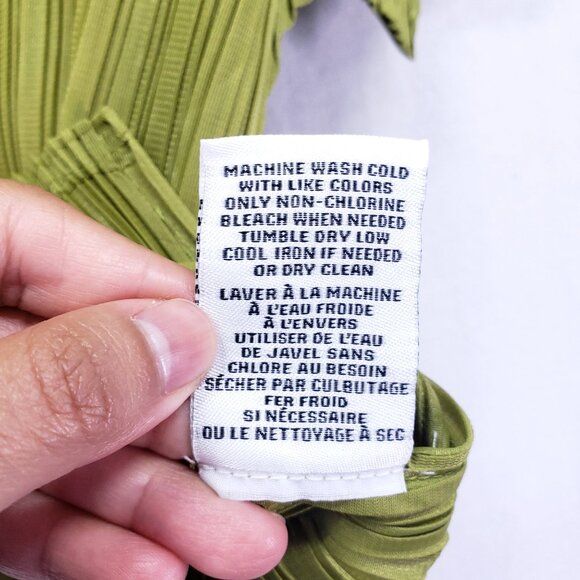 MACHINE WASH COLD
WITH LIKE COLORS
ONLY NON-CHLORINE
BLEACH WHEN NEEDED
TUMBLE DRY LOW
COOL IRON IF NEEDED
OR DRY CLEAN
LAVER À LA MACHINE
À L'EAU FROIDE
À L'ENVERS
UTILISER DE L'EAU
DE JAVEL SANS
CHLORE AU BESOIN
SÉCHER PAR CULBUTAGE
FER FROID
SI NÉCESSAIRE
OU LE NETTOYAGE À SEC